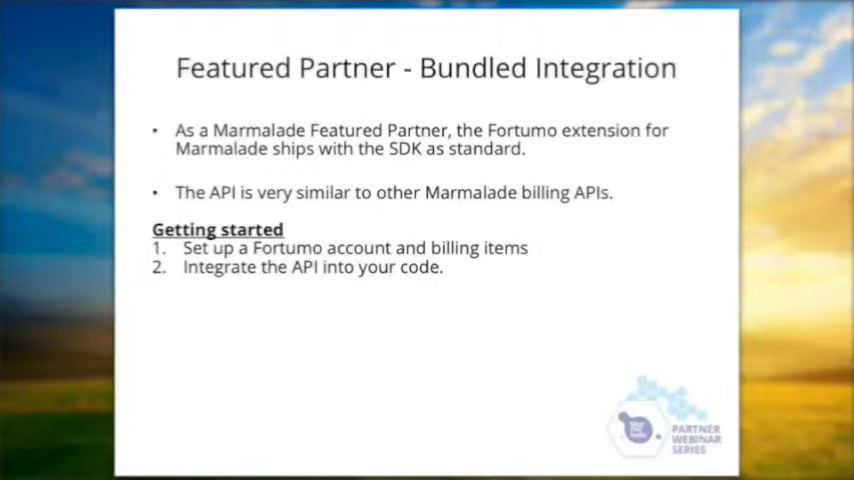 Featured Partner - Bundled Integration
• As a Marmalade Featured Partner, the Fortumo extension for
Marmalade ships with the SDK as standard.
• The API is very similar to other Marmalade billing APIs.
Getting started
1. Set up a Fortumo account and billing items
2. Integrate the API into your code.
PARTNER
WEBINAR
SERIES